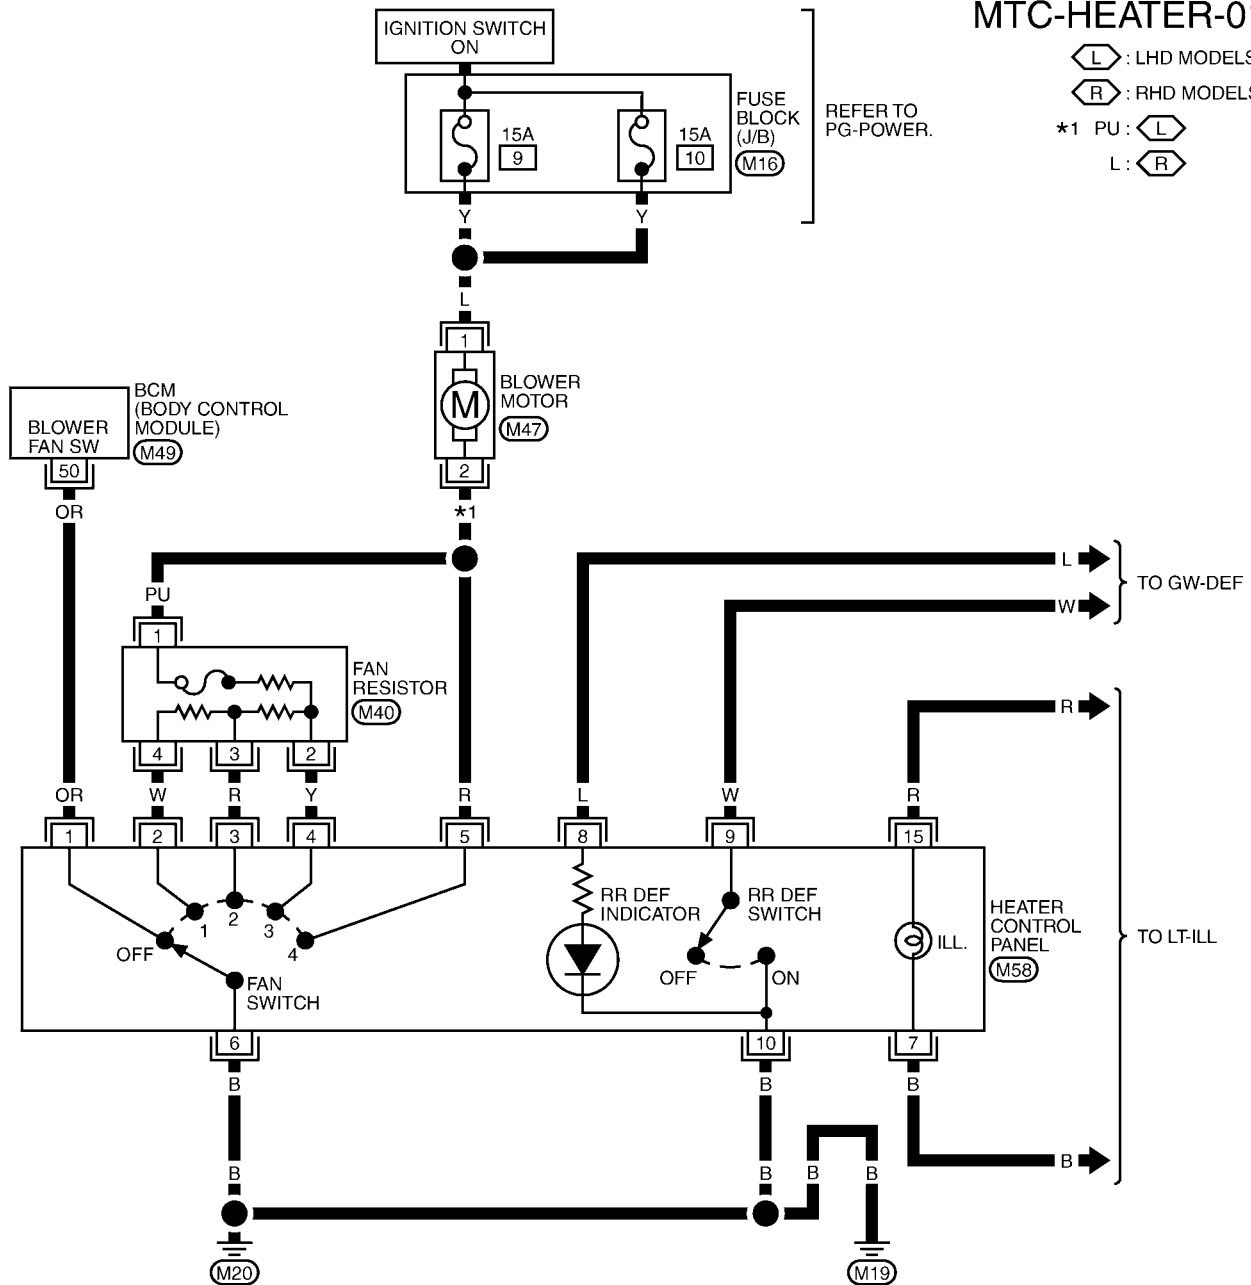 MTC-HEATER-01
IGNITION SWITCH
ON
L : LHD MODELS
R : RHD MODELS
*1 PU : L
L : R
FUSE
BLOCK
(J/B)
M16
REFER TO
PG-POWER.
15A
9
15A
10
Y
Y
L
1
BLOWER
MOTOR
M47
M
2
*1
BCM
(BODY CONTROL
MODULE)
M49
BLOWER
FAN SW
50
OR
PU
1
FAN
RESISTOR
M40
4
3
2
L
W
TO GW-DEF
R
OR
W
R
Y
R
L
W
R
1
2
3
4
5
8
9
15
OFF
1
2
3
4
FAN
SWITCH
RR DEF
INDICATOR
RR DEF
SWITCH
OFF
ON
ILL.
HEATER
CONTROL
PANEL
M58
TO LT-ILL
6
10
7
B
B
B
B
B
B
B
B
M20
M19